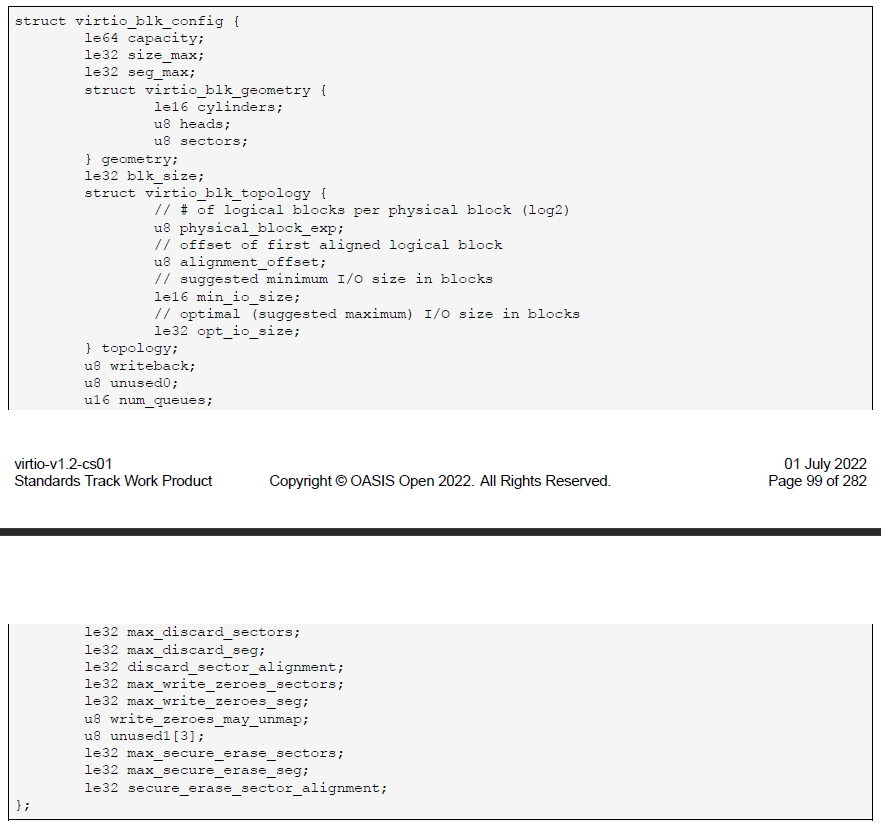 struct virtio_blk_config {
        le64 capacity;
        le32 size_max;
        le32 seg_max;
        struct virtio_blk_geometry {
                le16 cylinders;
                u8 heads;
                u8 sectors;
        } geometry;
        le32 blk_size;
        struct virtio_blk_topology {
                // # of logical blocks per physical block (log2)
                u8 physical_block_exp;
                // offset of first aligned logical block
                u8 alignment_offset;
                // suggested minimum I/O size in blocks
                le16 min_io_size;
                // optimal (suggested maximum) I/O size in blocks
                le32 opt_io_size;
        } topology;
        u8 writeback;
        u8 unused0;
        u16 num_queues;
virtio-v1.2-cs01 01 July 2022
Standards Track Work Product Copyright © OASIS Open 2022. All Rights Reserved. Page 99 of 282
        le32 max_discard_sectors;
        le32 max_discard_seg;
        le32 discard_sector_alignment;
        le32 max_write_zeroes_sectors;
        le32 max_write_zeroes_seg;
        u8 write_zeroes_may_unmap;
        u8 unused1[3];
        le32 max_secure_erase_sectors;
        le32 max_secure_erase_seg;
        le32 secure_erase_sector_alignment;
};